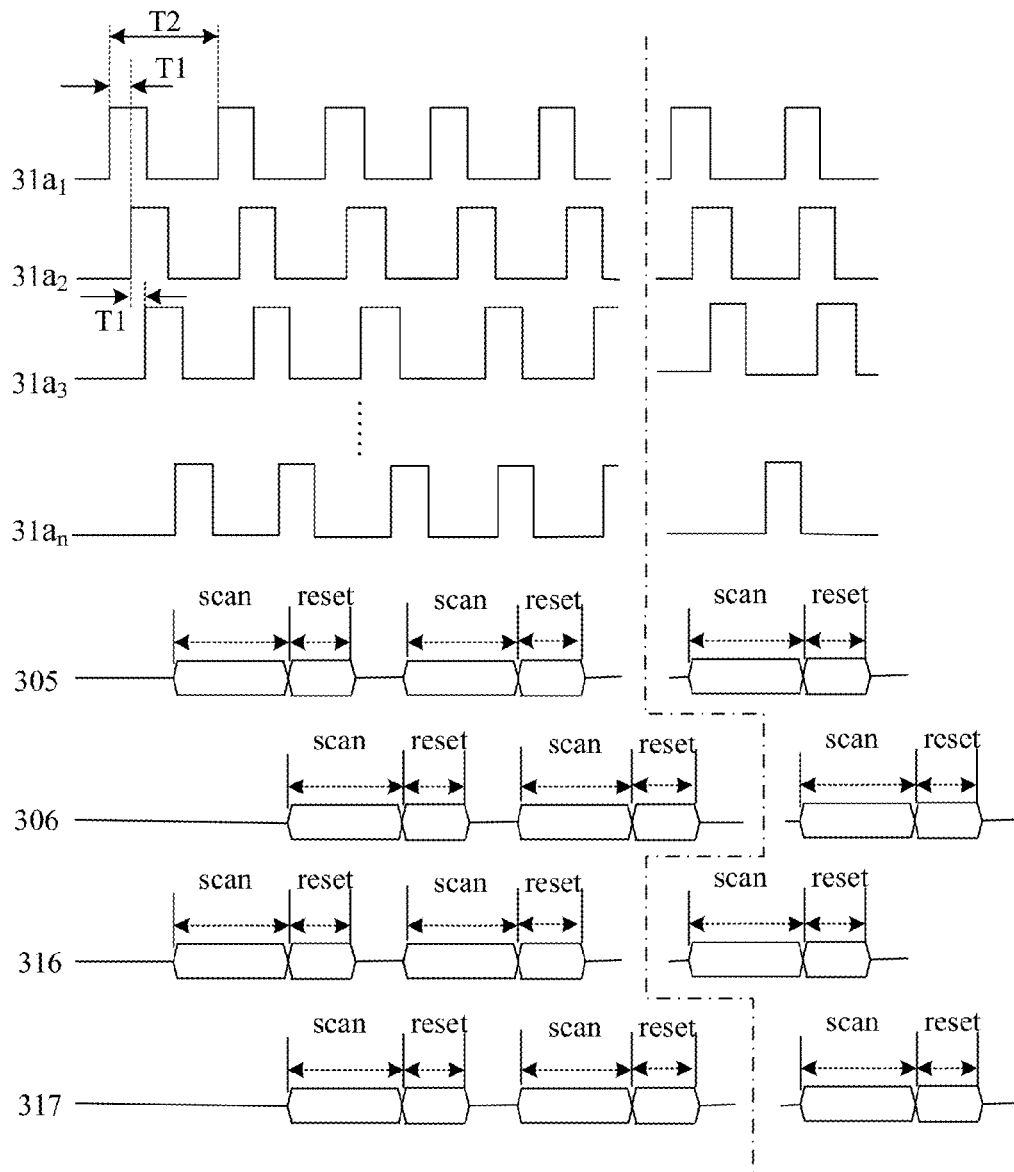 T2
T1
31a₁
31a₂
T1
31a₃
31aₙ
scan reset scan reset scan reset
305
scan reset scan reset scan reset
306
scan reset scan reset scan reset
316
scan reset scan reset scan reset
317